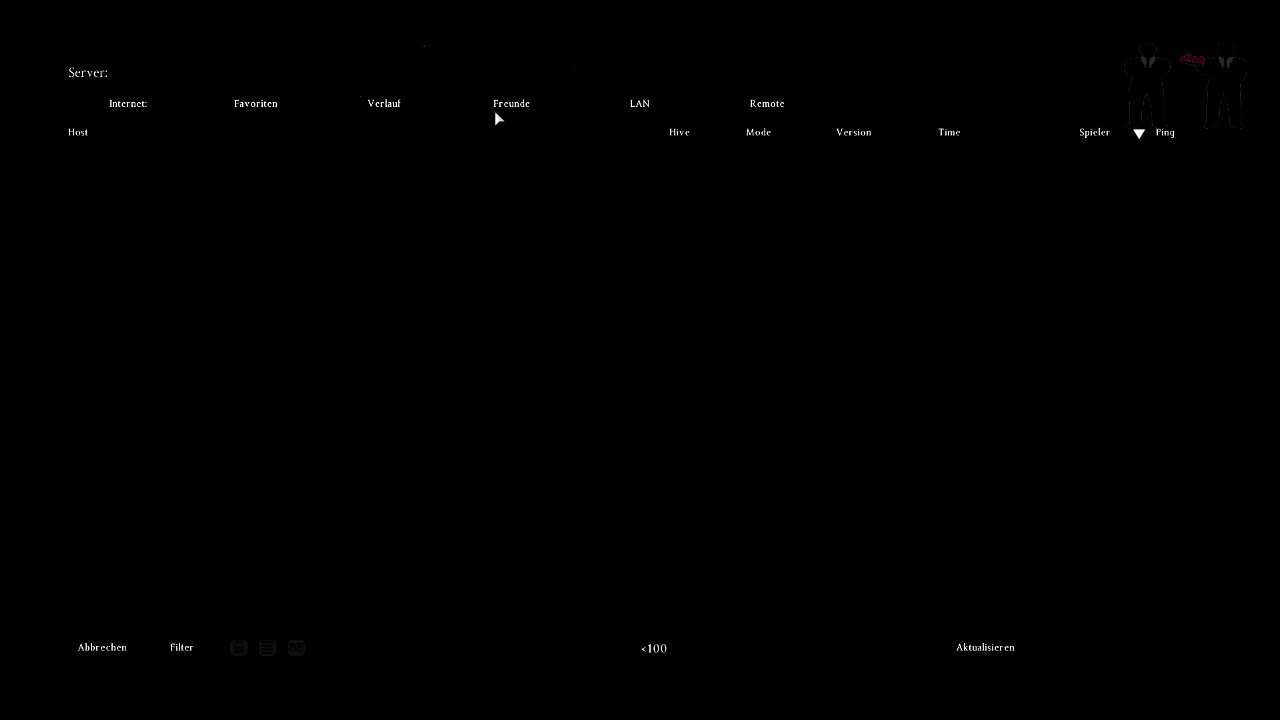 Server:
Internet: Favoriten Verlauf Freunde LAN Remote
Host Hive Mode Version Time Spieler Ping
Abbrechen Filter <100 Aktualisieren